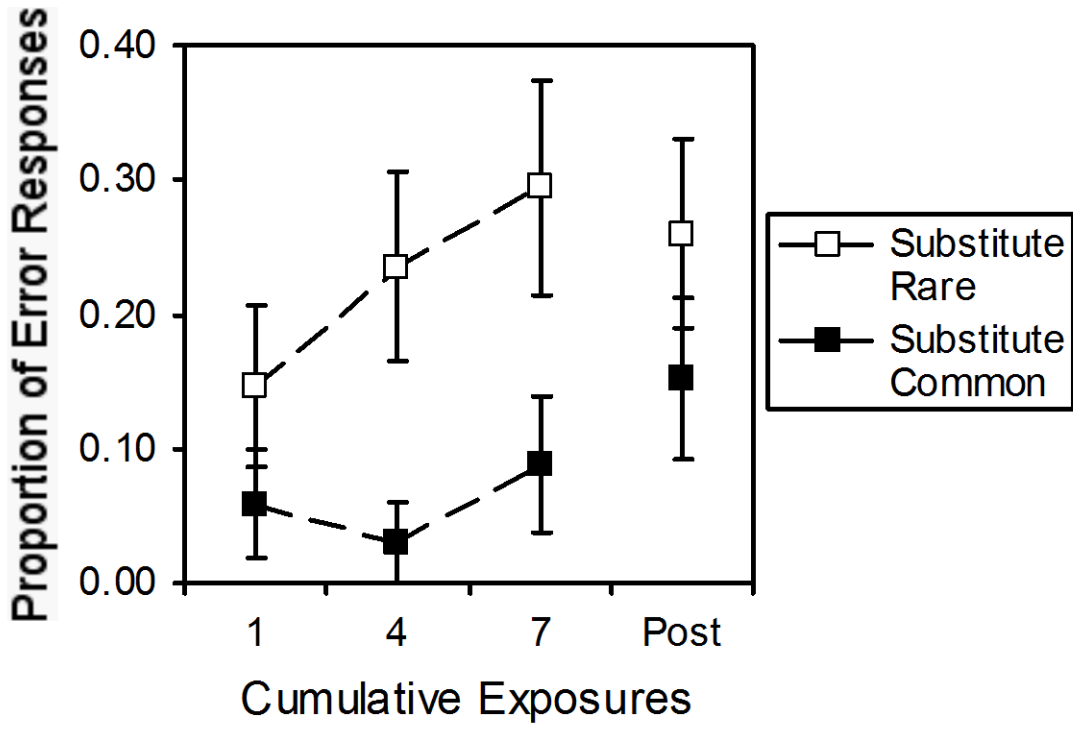 Proportion of Error Responses
0.40
0.30
0.20
0.10
0.00
1 4 7 Post
Cumulative Exposures
Substitute
Rare
Substitute
Common